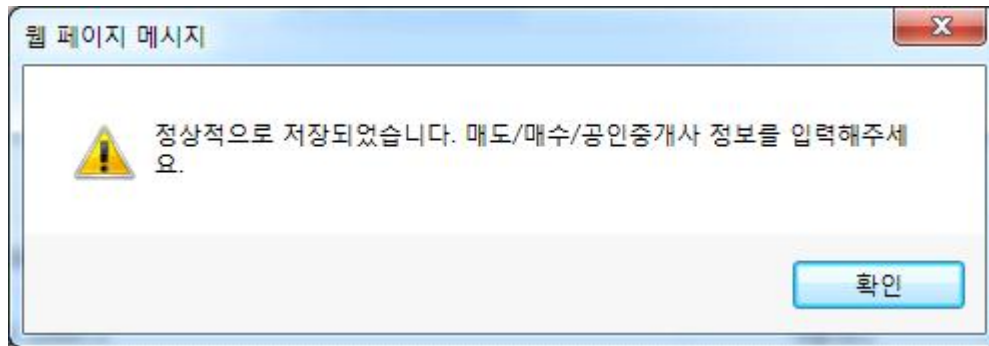 웹 페이지 메시지
정상적으로 저장되었습니다. 매도/매수/공인중개사 정보를 입력해주세
요.
확인